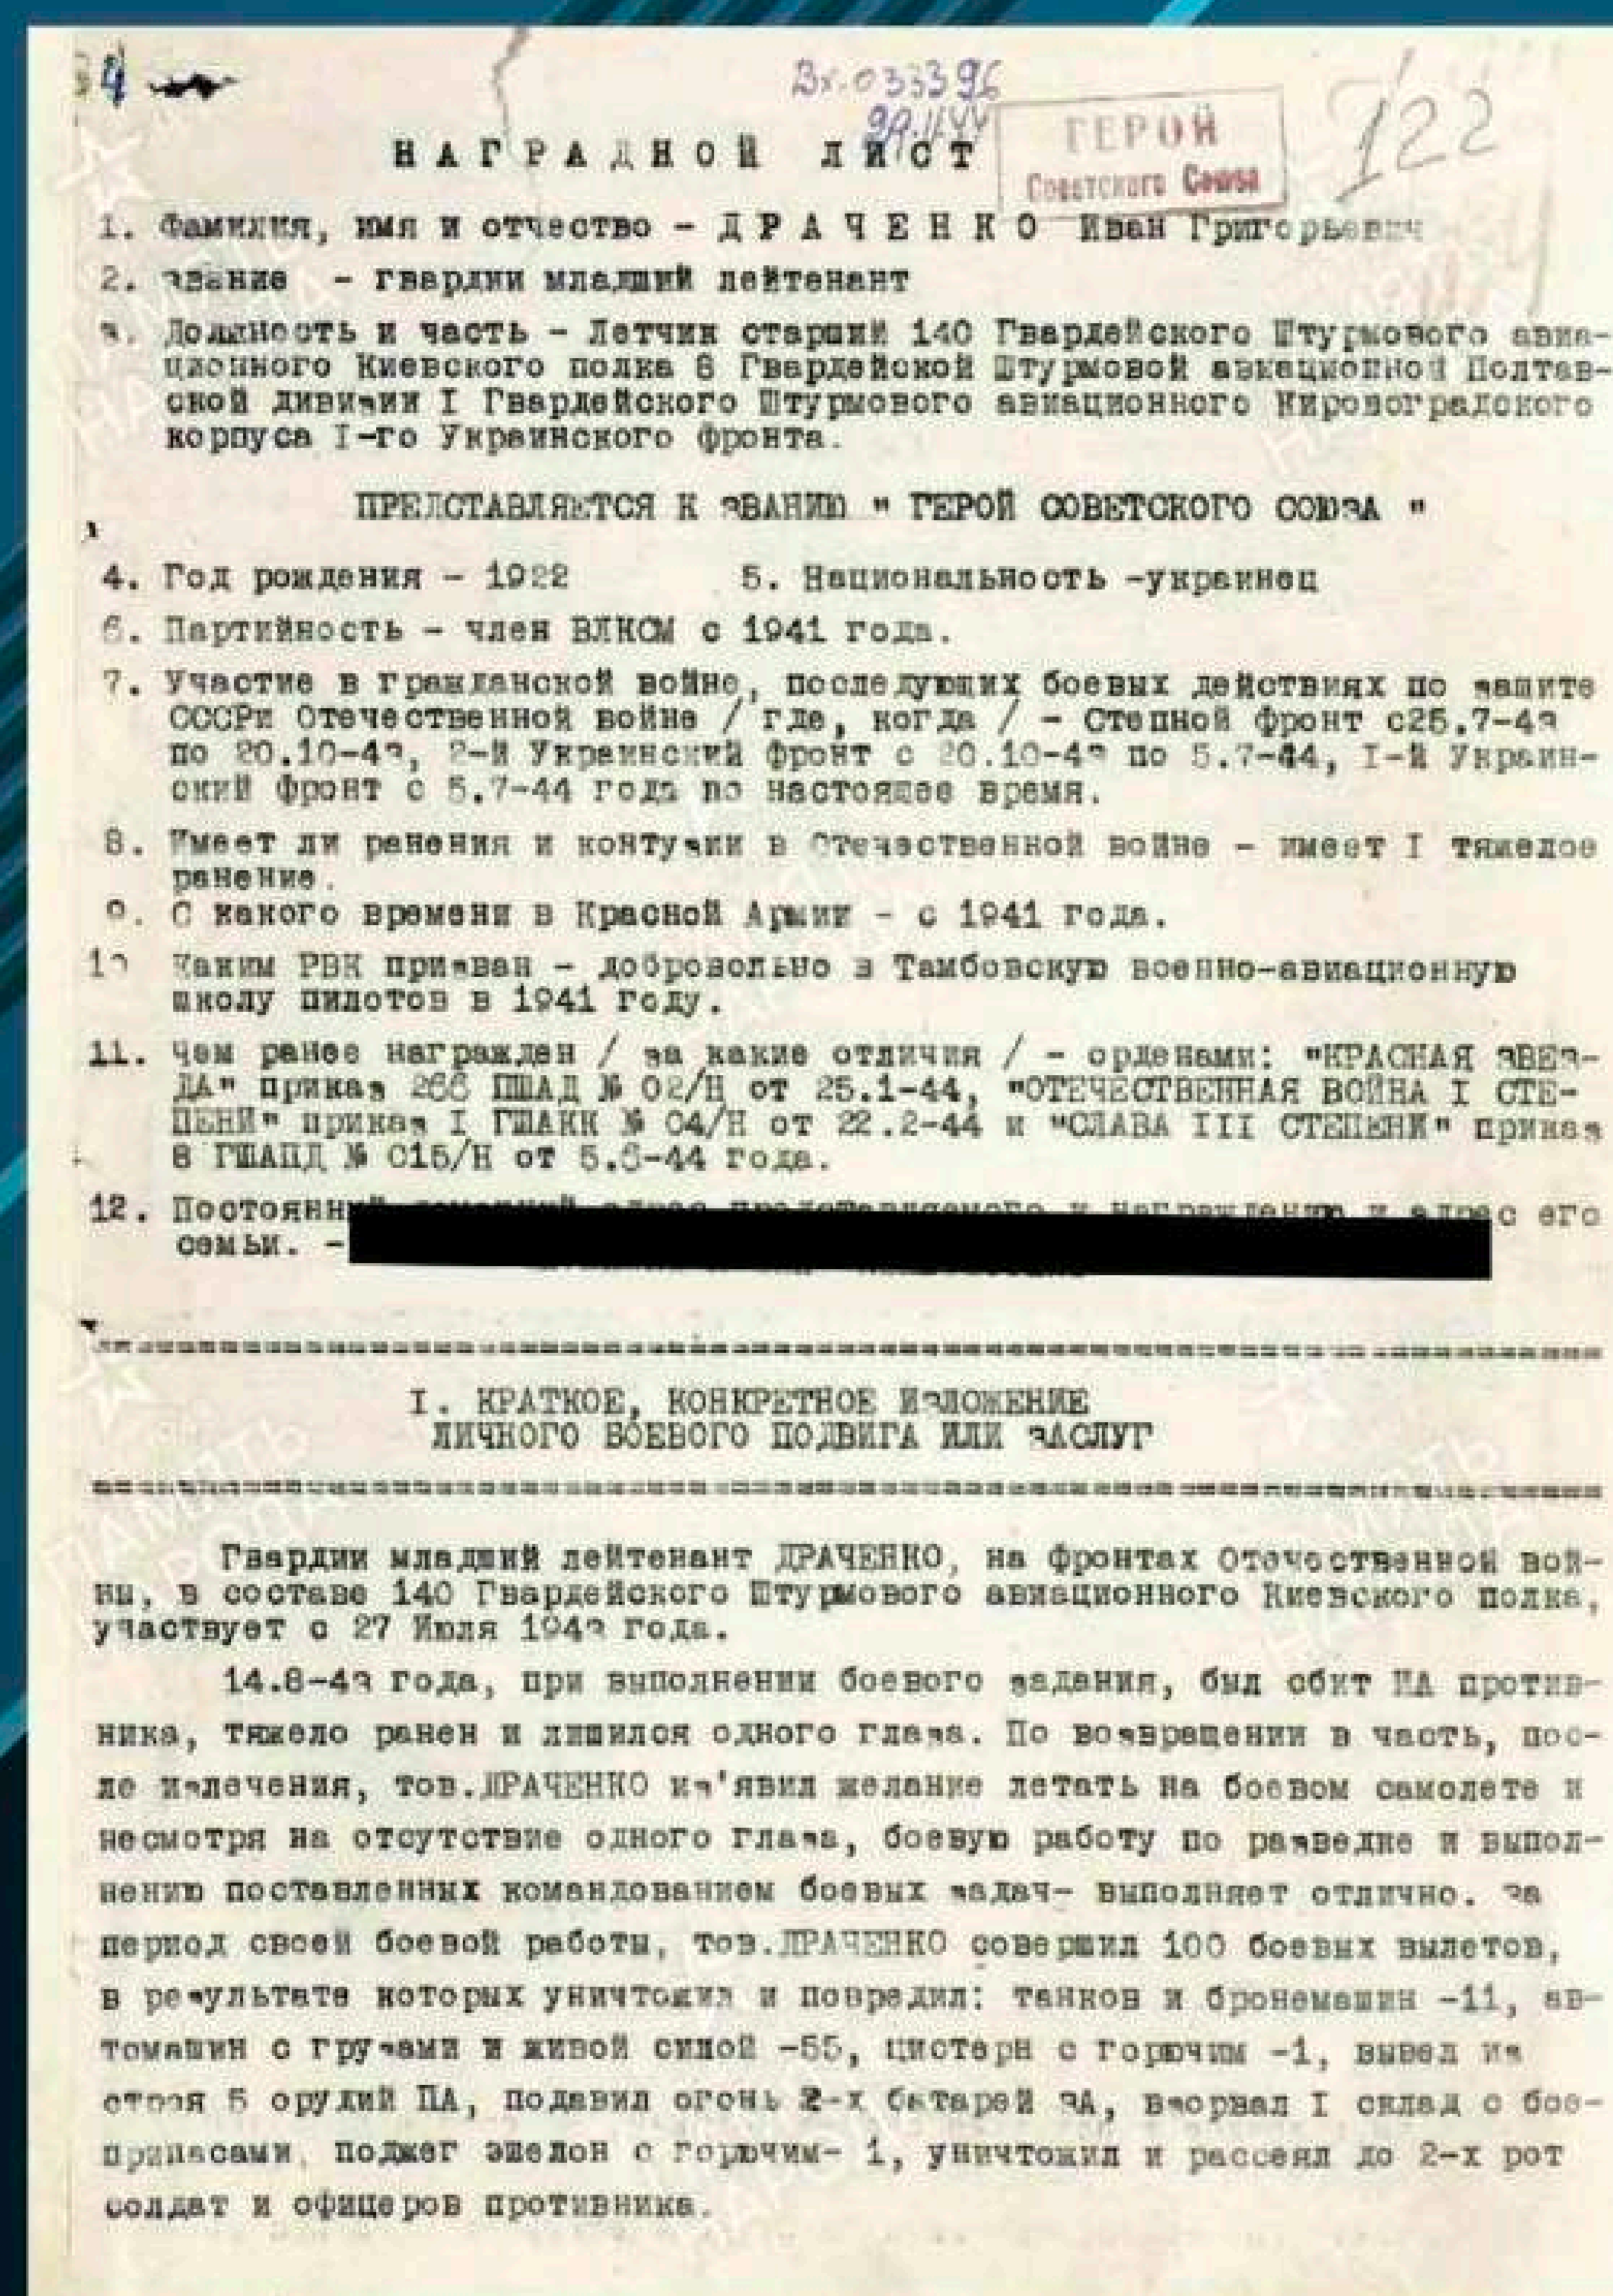 4
Вх.03339б
ГЕРОЙ
Советского Союза
122
НАГРАДНОЙ ЛИСТ
1. Фамилия, имя и отчество - ДРАЧЕНКО Иван Григорьевич
2. звание - гвардии младший лейтенант
3. Должность и часть - Летчик старший 140 Гвардейского Штурмового авиа-
ционного Киевского полка 8 Гвардейской Штурмовой авиационной Полтав-
ской дивизии I Гвардейского Штурмового авиационного Кировоградского
корпуса I-го Украинского фронта.
ПРЕДСТАВЛЯЕТСЯ К ЗВАНИЮ " ГЕРОЙ СОВЕТСКОГО СОЮЗА "
4. Год рождения - 1922 5. Национальность -украинец
6. Партийность - член ВЛКСМ с 1941 года.
7. Участие в гражданской войне, последующих боевых действиях по защите
СССРи Отечественной войне / где, когда / - Степной фронт с25.7-43
по 20.10-43, 2-й Украинский фронт с 20.10-43 по 5.7-44, I-й Украин-
ский фронт с 5.7-44 года по настоящее время.
8. Имеет ли ранения и контузии в Отечественной войне - имеет I тяжелое
ранение.
9. С какого времени в Красной Армии - с 1941 года.
10 Каким РВК призван - добровольно в Тамбовскую военно-авиационную
школу пилотов в 1941 году.
11. Чем ранее награжден / за какие отличия / - орденами: "КРАСНАЯ ЗВЕЗ-
ДА" приказ 266 ПШАД № 02/Н от 25.1-44, "ОТЕЧЕСТВЕННАЯ ВОЙНА I СТЕ-
ПЕНИ" приказ I ГШАКК № 04/Н от 22.2-44 и "СЛАВА III СТЕПЕНИ" приказ
8 ГШАПД № 015/Н от 5.6-44 года.
12. Постоянный домашний адрес представляемого к награждению и адрес его
семьи. -
I. КРАТКОЕ, КОНКРЕТНОЕ ИЗЛОЖЕНИЕ
ЛИЧНОГО БОЕВОГО ПОДВИГА ИЛИ ЗАСЛУГ
Гвардии младший лейтенант ДРАЧЕНКО, на фронтах Отечественной вой-
ны, в составе 140 Гвардейского Штурмового авиационного Киевского полка,
участвует с 27 Июля 1943 года.
14.8-43 года, при выполнении боевого задания, был сбит ИА против-
ника, тяжело ранен и лишился одного глаза. По возвращении в часть, пос-
ле излечения, тов.ДРАЧЕНКО из'явил желание летать на боевом самолете и
несмотря на отсутствие одного глаза, боевую работу по разведке и выпол-
нению поставленных командованием боевых задач- выполняет отлично. За
период своей боевой работы, тов.ДРАЧЕНКО совершил 100 боевых вылетов,
в результате которых уничтожил и повредил: танков и бронемашин -11, ав-
томашин с грузами и живой силой -55, цистерн с горючим -1, вывел из
строя 5 орудий ПА, подавил огонь 2-х батарей ЗА, взорвал I склад с бое-
припасами, поджег эшелон с горючим- 1, уничтожил и рассеял до 2-х рот
солдат и офицеров противника.